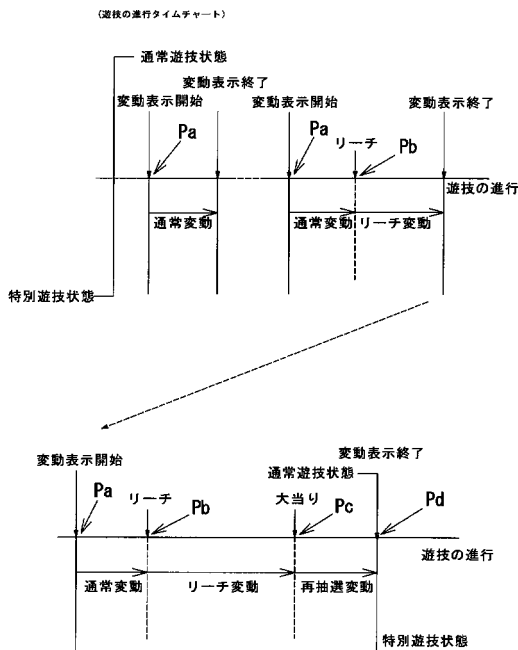 (遊技の進行タイムチャート)
通常遊技状態
変動表示終了
変動表示開始
変動表示開始
変動表示終了
Pa
Pa
リーチ
Pb
遊技の進行
通常変動
通常変動
リーチ変動
特別遊技状態
変動表示終了
変動表示開始
通常遊技状態
Pa
リーチ
Pb
大当り
Pc
Pd
遊技の進行
通常変動
リーチ変動
再抽選変動
特別遊技状態